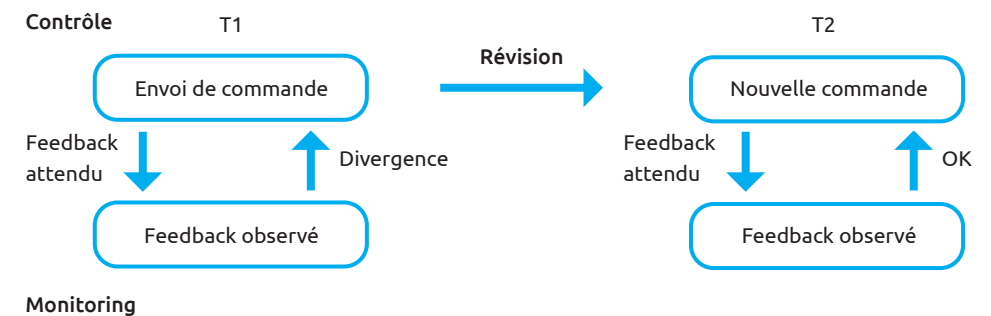 Contrôle
T1
T2
Révision
Envoi de commande
Nouvelle commande
Feedback
attendu
Divergence
Feedback
attendu
OK
Feedback observé
Feedback observé
Monitoring